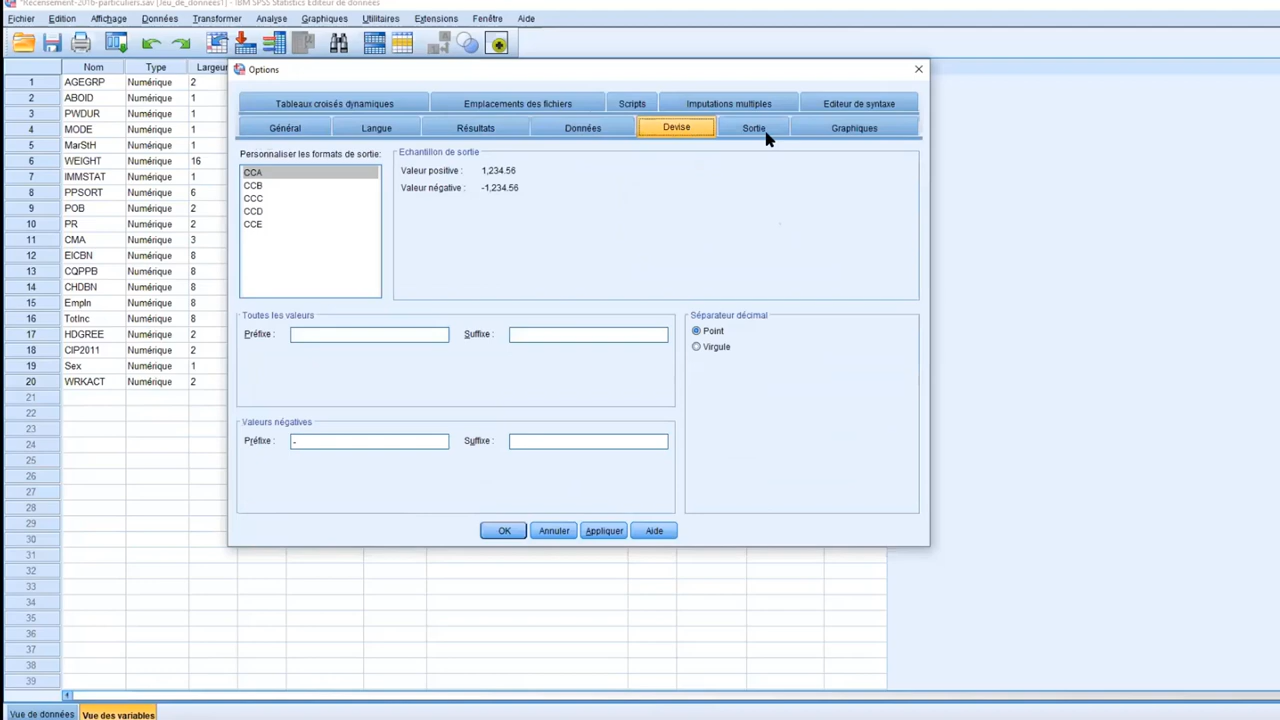 *Recensement-2016-particuliers.sav [Jeu_de_données1] - IBM SPSS Statistics Editeur de données
Fichier Edition Affichage Données Transformer Analyse Graphiques Utilitaires Extensions Fenêtre Aide
Nom Type Largeur
1 AGEGRP Numérique 2
2 ABOID Numérique 1
3 PWDUR Numérique 1
4 MODE Numérique 1
5 MarStH Numérique 1
6 WEIGHT Numérique 16
7 IMMSTAT Numérique 1
8 PPSORT Numérique 6
9 POB Numérique 2
10 PR Numérique 2
11 CMA Numérique 3
12 EICBN Numérique 8
13 CQPPB Numérique 8
14 CHDBN Numérique 8
15 EmpIn Numérique 8
16 TotInc Numérique 8
17 HDGREE Numérique 2
18 CIP2011 Numérique 2
19 Sex Numérique 1
20 WRKACT Numérique 2
21
22
23
24
25
26
27
28
29
30
31
32
33
34
35
36
37
38
39
Options
Tableaux croisés dynamiques Emplacements des fichiers Scripts Imputations multiples Editeur de syntaxe
Général Langue Résultats Données Devise Sortie Graphiques
Personnaliser les formats de sortie:
CCA
CCB
CCC
CCD
CCE
Echantillon de sortie
Valeur positive : 1,234.56
Valeur négative : -1,234.56
Toutes les valeurs
Préfixe : Suffixe :
Séparateur décimal
Point
Virgule
Valeurs négatives
Préfixe : - Suffixe :
OK Annuler Appliquer Aide
Vue de données Vue des variables